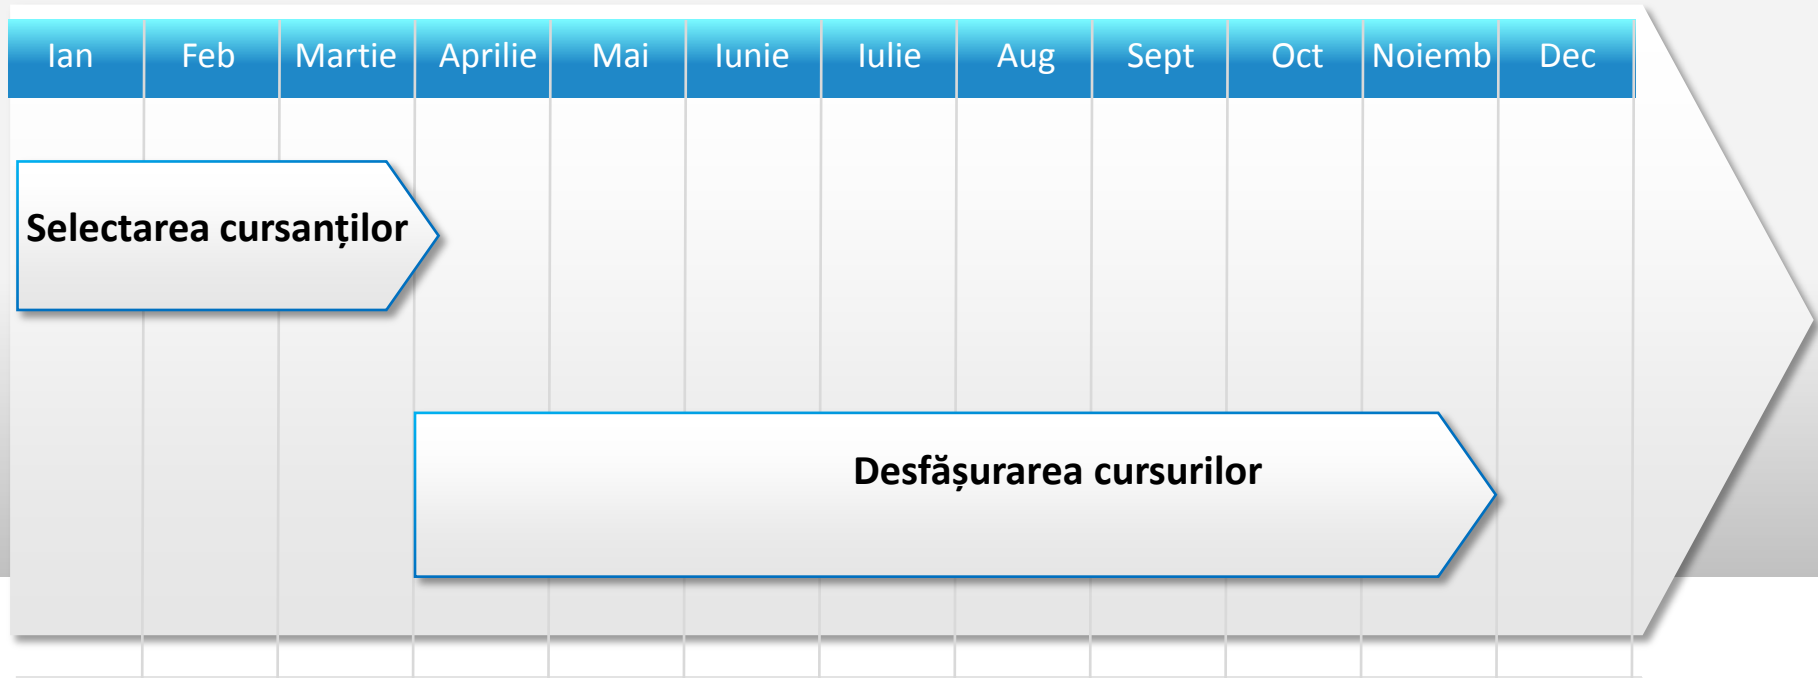 Ian Feb Martie Aprilie Mai Iunie Iulie Aug Sept Oct Noiemb Dec
Selectarea cursanților
Desfășurarea cursurilor